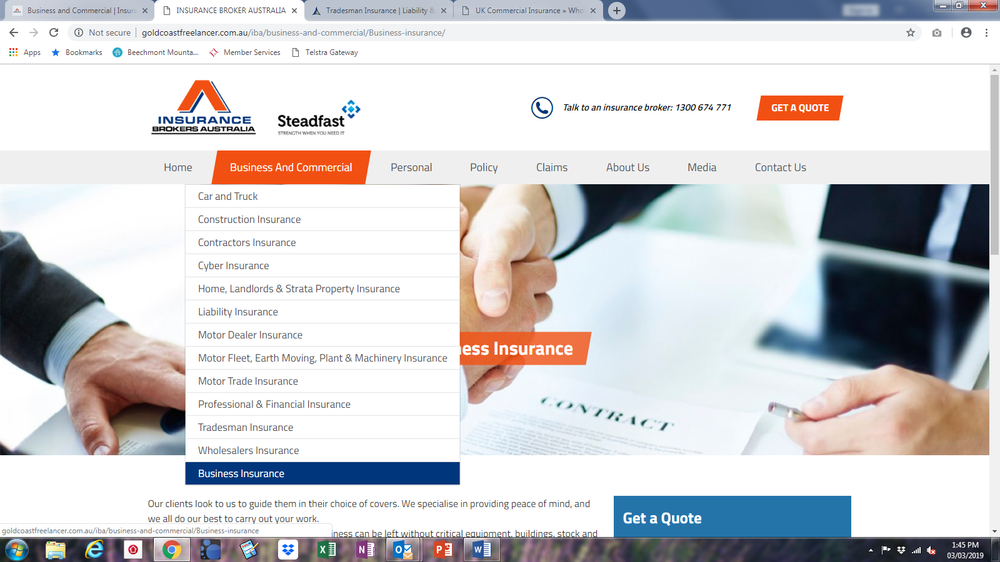 Business and Commercial | Insura
INSURANCE BROKER AUSTRALIA
Tradesman Insurance | Liability &
UK Commercial Insurance » Who
Not secure
goldcoastfreelancer.com.au/iba/business-and-commercial/Business-insurance/
Apps
Bookmarks
Beechmont Mounta...
Member Services
Telstra Gateway
INSURANCE
BROKERS AUSTRALIA
Steadfast
STRENGTH WHEN YOU NEED IT
Talk to an insurance broker: 1300 674 771
GET A QUOTE
Home
Business And Commercial
Personal
Policy
Claims
About Us
Media
Contact Us
Car and Truck
Construction Insurance
Contractors Insurance
Cyber Insurance
Home, Landlords & Strata Property Insurance
Liability Insurance
Motor Dealer Insurance
Motor Fleet, Earth Moving, Plant & Machinery Insurance
Motor Trade Insurance
Professional & Financial Insurance
Tradesman Insurance
Wholesalers Insurance
Business Insurance
ness Insurance
CONTRACT
Our clients look to us to guide them in their choice of covers. We specialise in providing peace of mind, and
we all do our best to carry out your work.
iness can be left without critical equipment, buildings, stock and
Get a Quote
goldcoastfreelancer.com.au/iba/business-and-commercial/Business-insurance
1:45 PM
03/03/2019